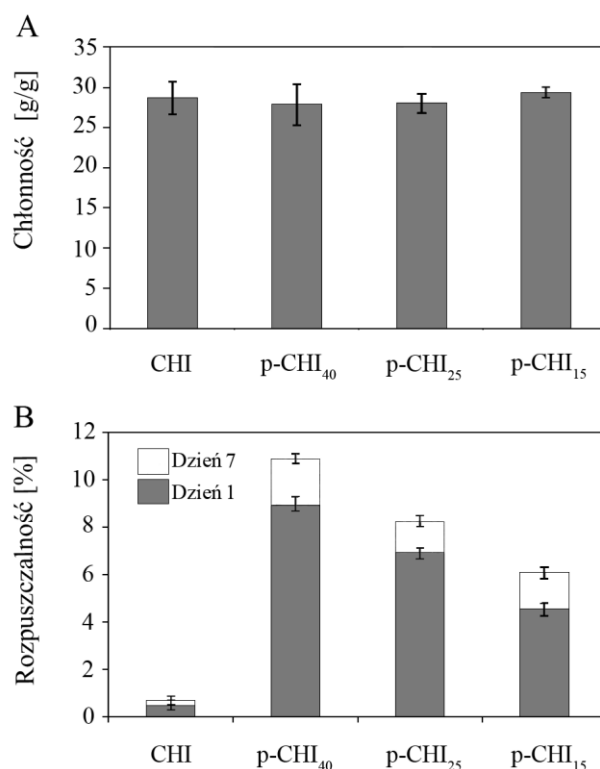 A
Chłonność [g/g]
35
30
25
20
15
10
5
0
CHI p-CHI₄₀ p-CHI₂₅ p-CHI₁₅
B
Rozpuszczalność [%]
12
10
8
6
4
2
0
Dzień 7
Dzień 1
CHI p-CHI₄₀ p-CHI₂₅ p-CHI₁₅